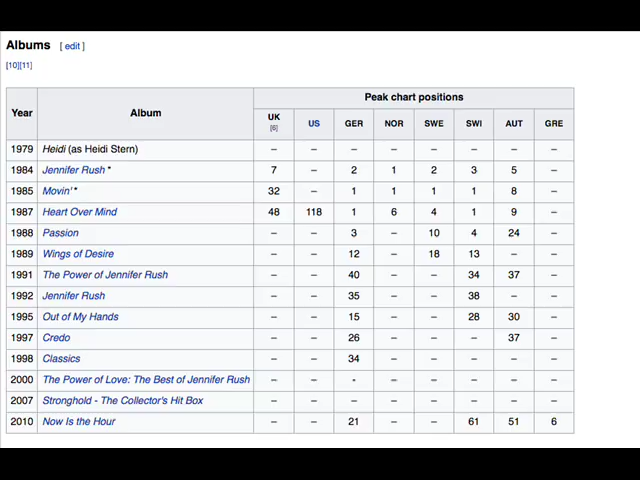 Albums [ edit ]
[10][11]
Year Album Peak chart positions
UK [6] US GER NOR SWE SWI AUT GRE
1979 Heidi (as Heidi Stern) – – – – – – – –
1984 Jennifer Rush * 7 – 2 1 2 3 5 –
1985 Movin' * 32 – 1 1 1 1 8 –
1987 Heart Over Mind 48 118 1 6 4 1 9 –
1988 Passion – – 3 – 10 4 24 –
1989 Wings of Desire – – 12 – 18 13 – –
1991 The Power of Jennifer Rush – – 40 – – 34 37 –
1992 Jennifer Rush – – 35 – – 38 – –
1995 Out of My Hands – – 15 – – 28 30 –
1997 Credo – – 26 – – – 37 –
1998 Classics – – 34 – – – – –
2000 The Power of Love: The Best of Jennifer Rush – – - – – – – –
2007 Stronghold - The Collector's Hit Box – – – – – – – –
2010 Now Is the Hour – – 21 – – 61 51 6